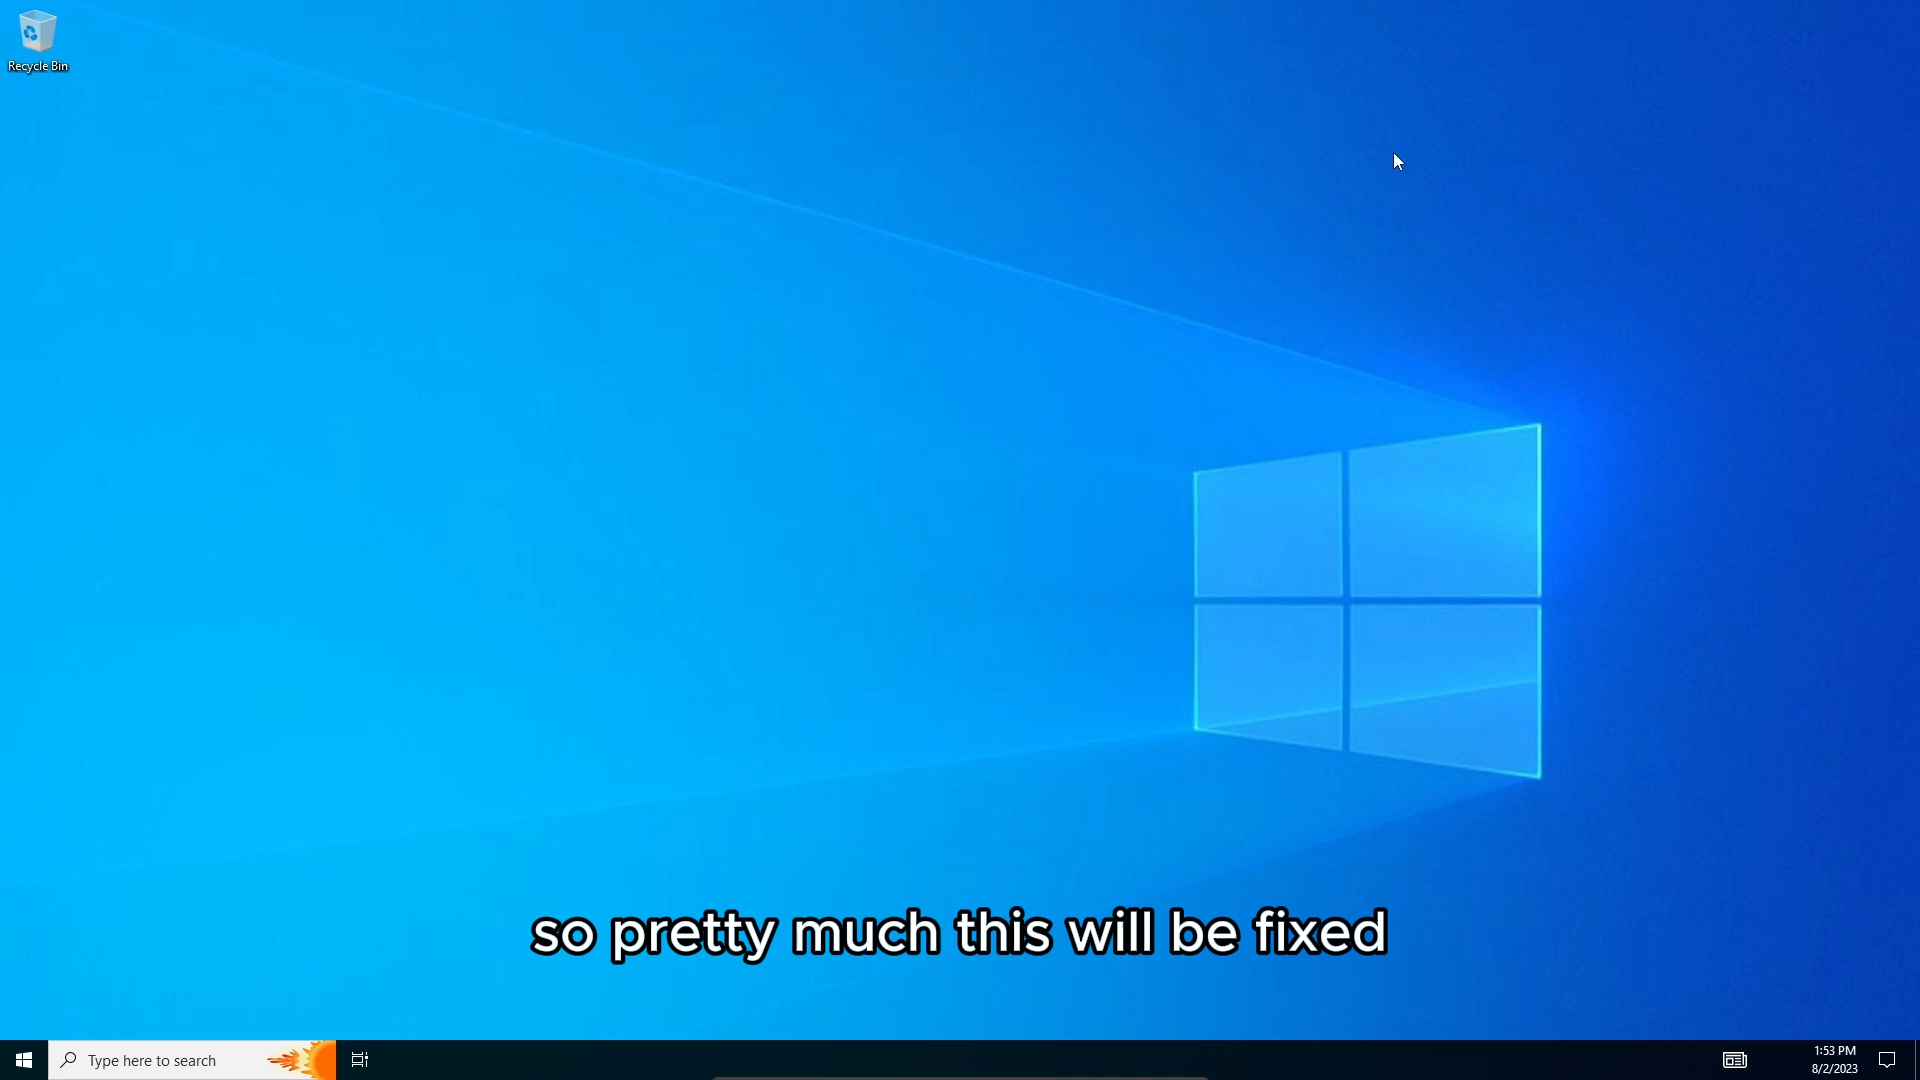 Recycle Bin
so pretty much this will be fixed
Type here to search
1:53 PM
8/2/2023